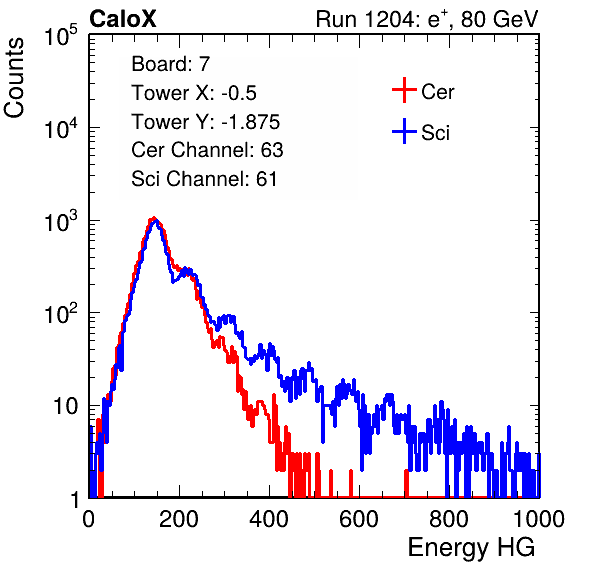 CaloX Run 1204: e⁺, 80 GeV
Counts
10⁵
10⁴
10³
10²
10
1
Board: 7
Tower X: -0.5
Tower Y: -1.875
Cer Channel: 63
Sci Channel: 61
Cer
Sci
0 200 400 600 800 1000
Energy HG